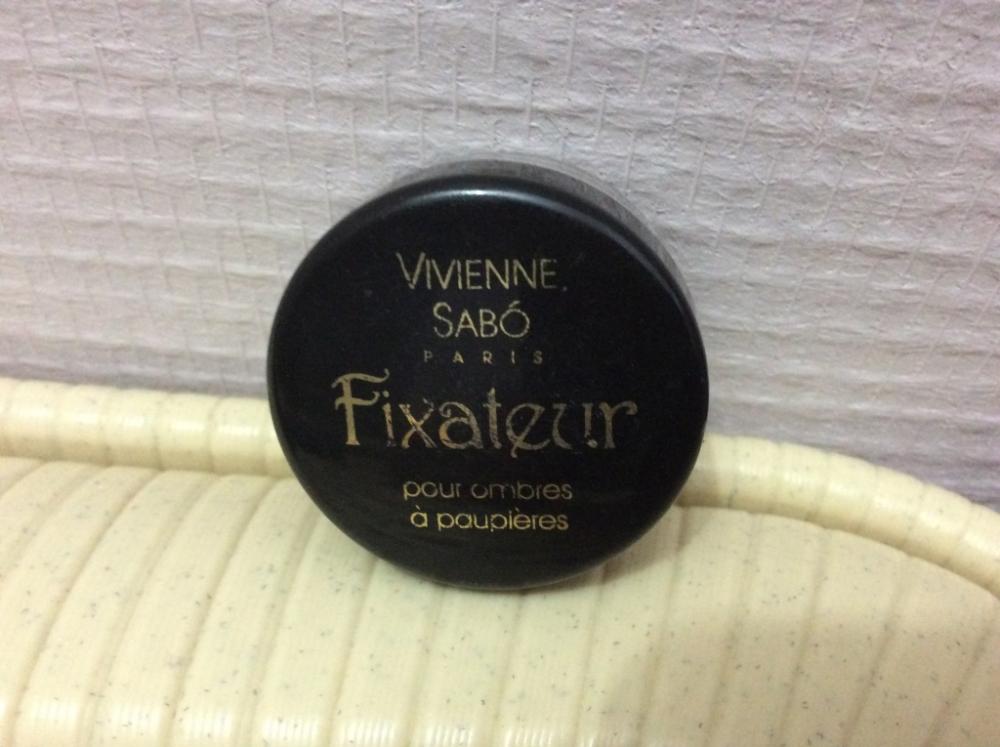 VIVIENNE
SABÓ
PARIS
Fixateur
pour ombres
à paupières